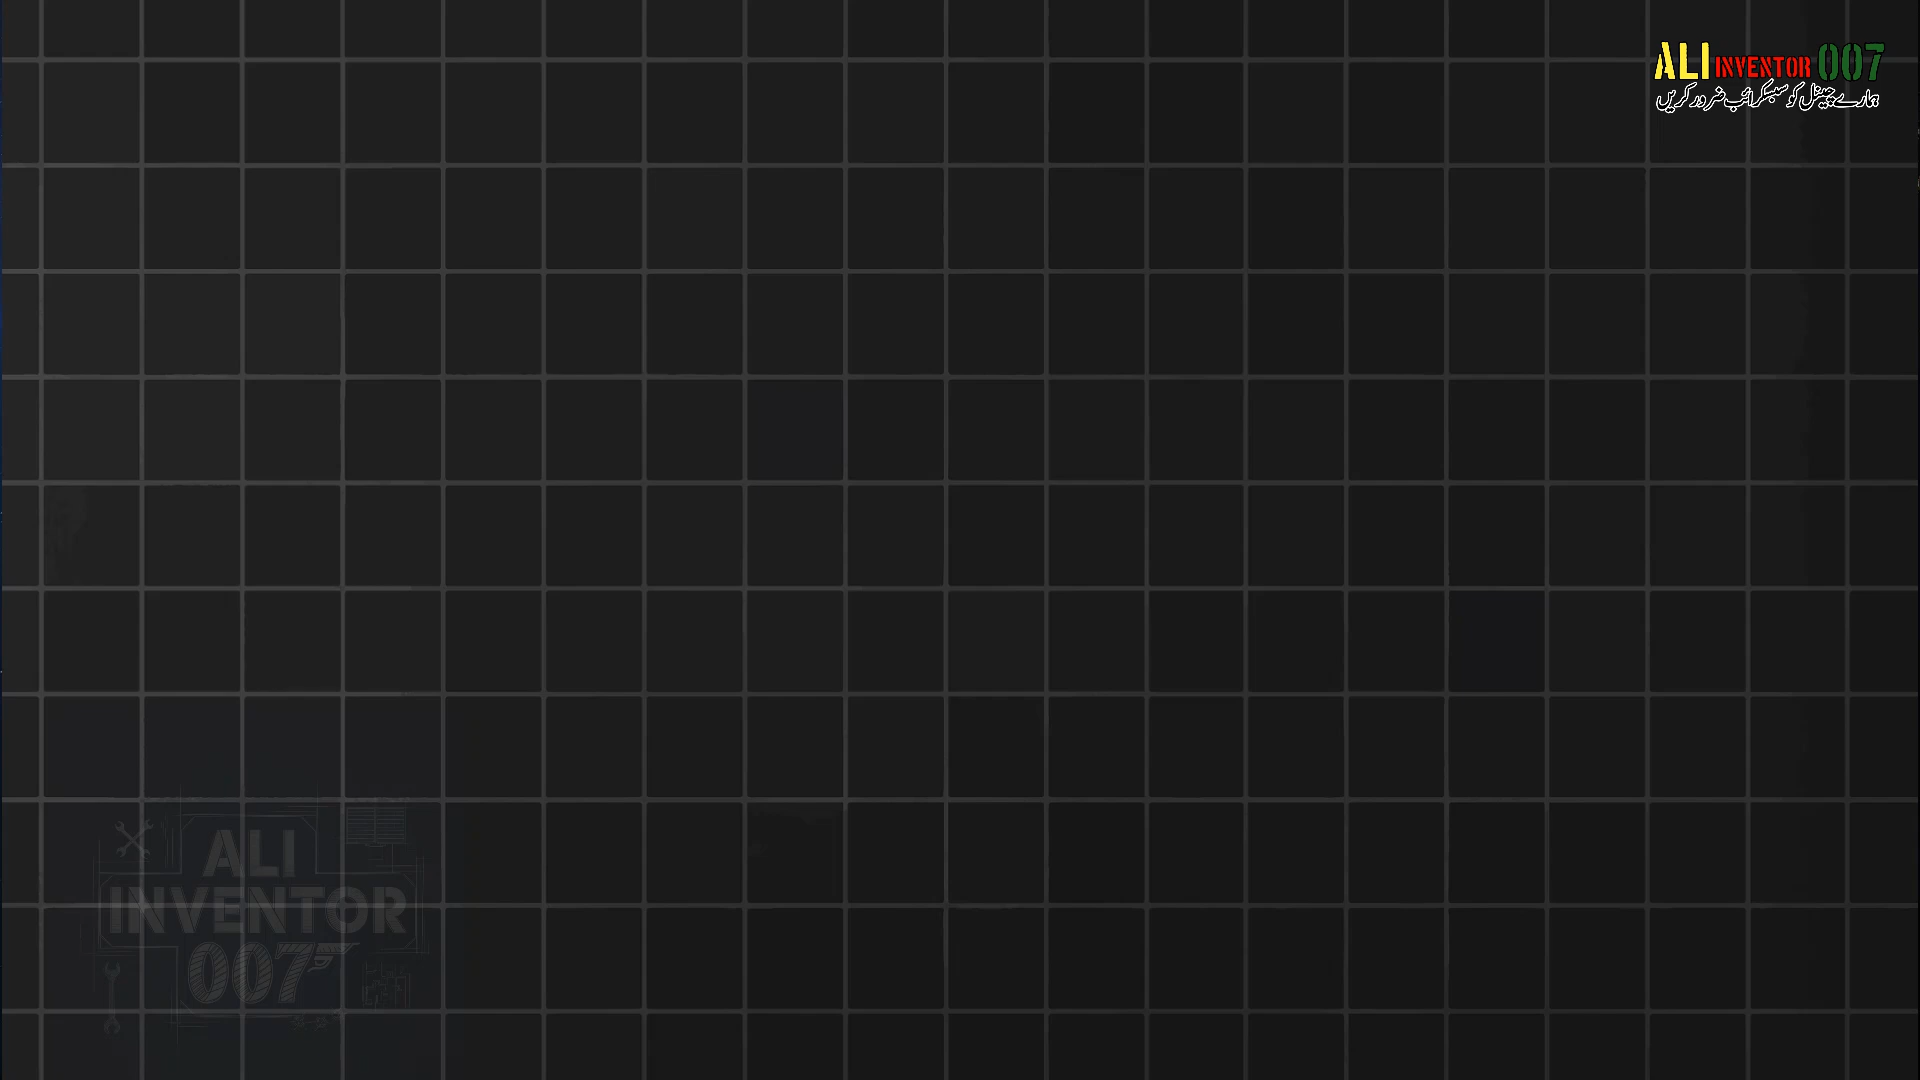 ALI INVENTOR 007
ہمارے چینل کو سبسکرائب ضرور کریں
ALI
INVENTOR
007